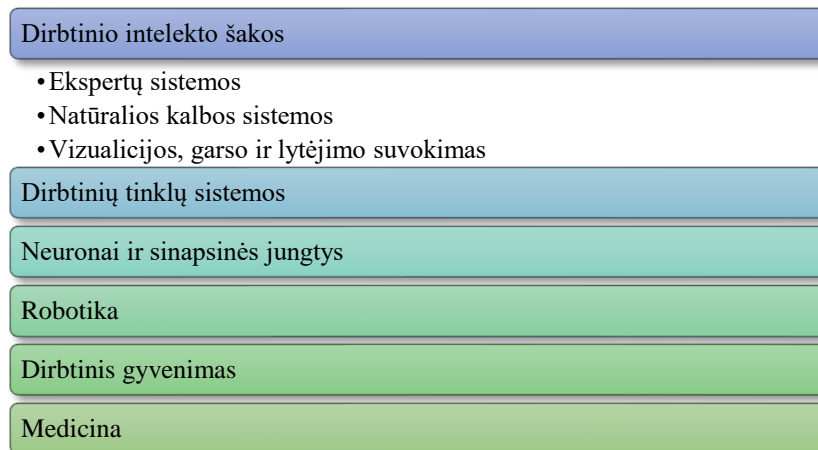 Dirbtinio intelekto šakos
•Ekspertų sistemos
•Natūralios kalbos sistemos
•Vizualicijos, garso ir lytėjimo suvokimas
Dirbtinių tinklų sistemos
Neuronai ir sinapsinės jungtys
Robotika
Dirbtinis gyvenimas
Medicina